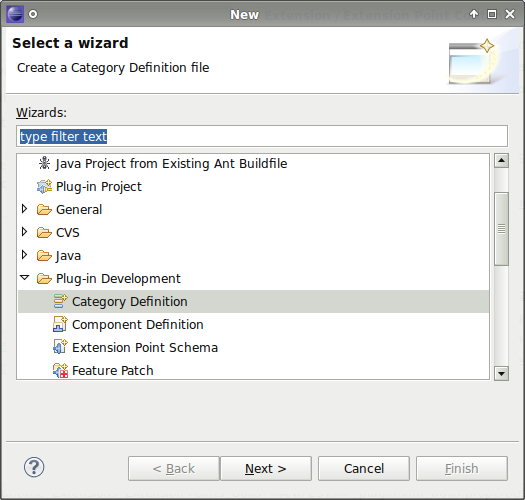 New
Select a wizard
Create a Category Definition file
Wizards:
type filter text
Java Project from Existing Ant Buildfile
Plug-in Project
General
CVS
Java
Plug-in Development
Category Definition
Component Definition
Extension Point Schema
Feature Patch
?
< Back
Next >
Cancel
Finish